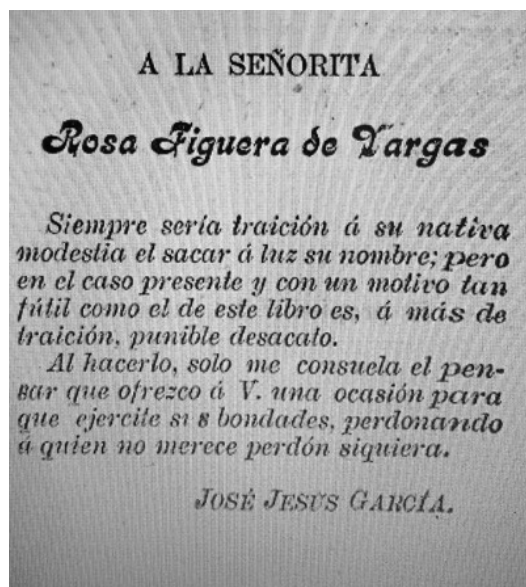 A LA SEÑORITA
Rosa Figuera de Vargas
Siempre sería traición á su nativa
modestia el sacar á luz su nombre; pero
en el caso presente y con un motivo tan
fútil como el de este libro es, á más de
traición, punible desacato.
Al hacerlo, solo me consuela el pen-
sar que ofrezco á V. una ocasión para
que ejercite s s bondades, perdonando
á quien no merece perdón siquiera.
JOSÉ JESÚS GARCÍA.